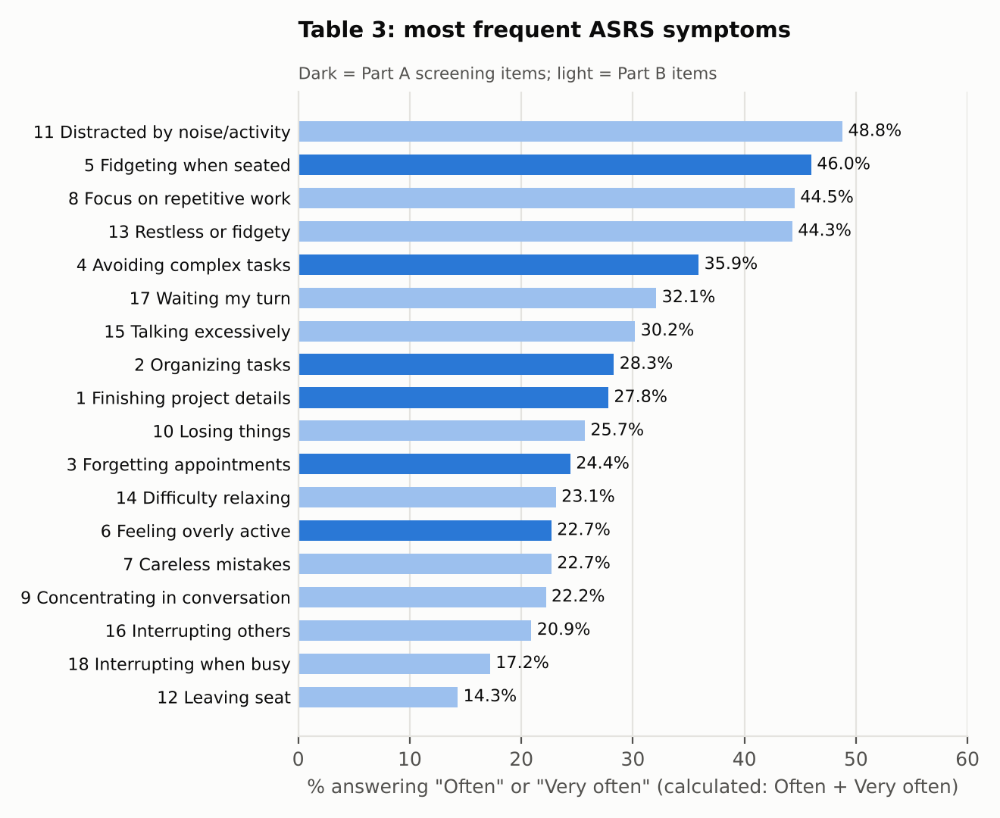 Table 3: most frequent ASRS symptoms
Dark = Part A screening items; light = Part B items
11 Distracted by noise/activity 48.8%
5 Fidgeting when seated 46.0%
8 Focus on repetitive work 44.5%
13 Restless or fidgety 44.3%
4 Avoiding complex tasks 35.9%
17 Waiting my turn 32.1%
15 Talking excessively 30.2%
2 Organizing tasks 28.3%
1 Finishing project details 27.8%
10 Losing things 25.7%
3 Forgetting appointments 24.4%
14 Difficulty relaxing 23.1%
6 Feeling overly active 22.7%
7 Careless mistakes 22.7%
9 Concentrating in conversation 22.2%
16 Interrupting others 20.9%
18 Interrupting when busy 17.2%
12 Leaving seat 14.3%
0 10 20 30 40 50 60
% answering "Often" or "Very often" (calculated: Often + Very often)